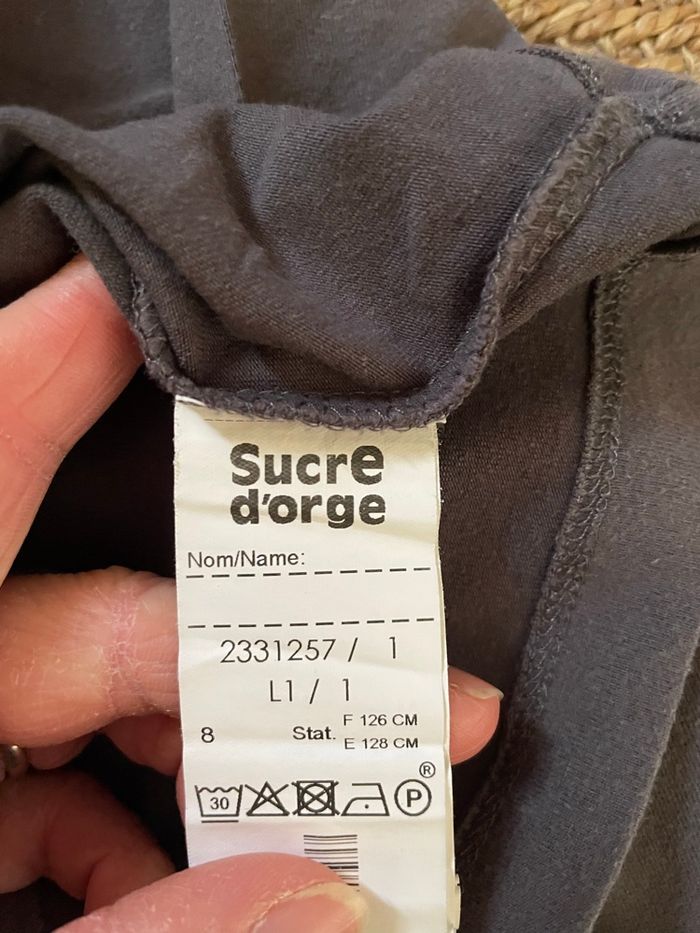 Sucre
d'orge
Nom/Name:
2331257 / 1
L1 / 1
8 Stat. F 126 CM
E 128 CM
®
30 P